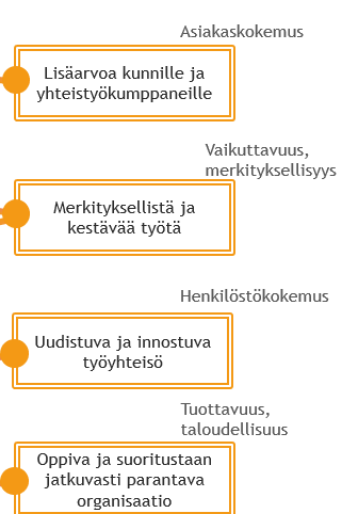 Asiakaskokemus
Lisäarvoa kunnille ja
yhteistyökumppaneille
Vaikuttavuus,
merkityksellisyys
Merkityksellistä ja
kestävää työtä
Henkilöstökokemus
Uudistuva ja innostuva
työyhteisö
Tuottavuus,
taloudellisuus
Oppiva ja suoritustaan
jatkuvasti parantava
organisaatio